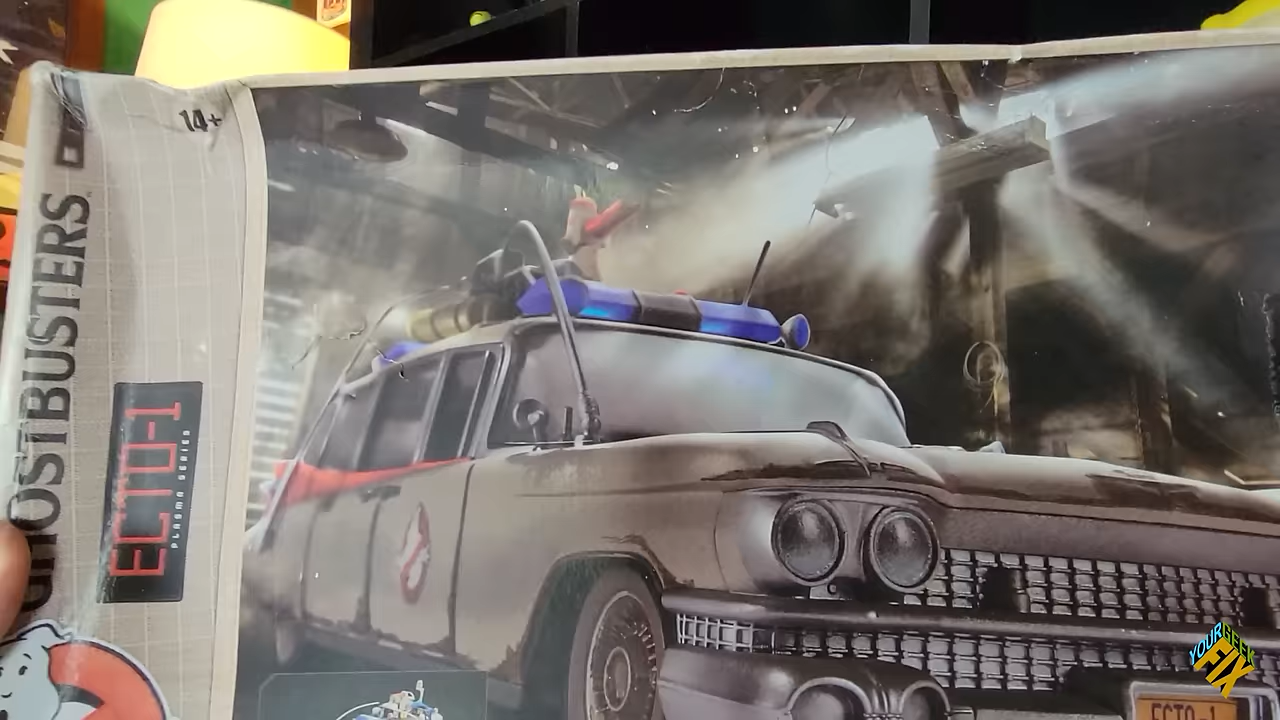 14+
GHOSTBUSTERS
ECTO-1
PLASMA SERIES
ECTO-1
YOUR GEEK
FIX